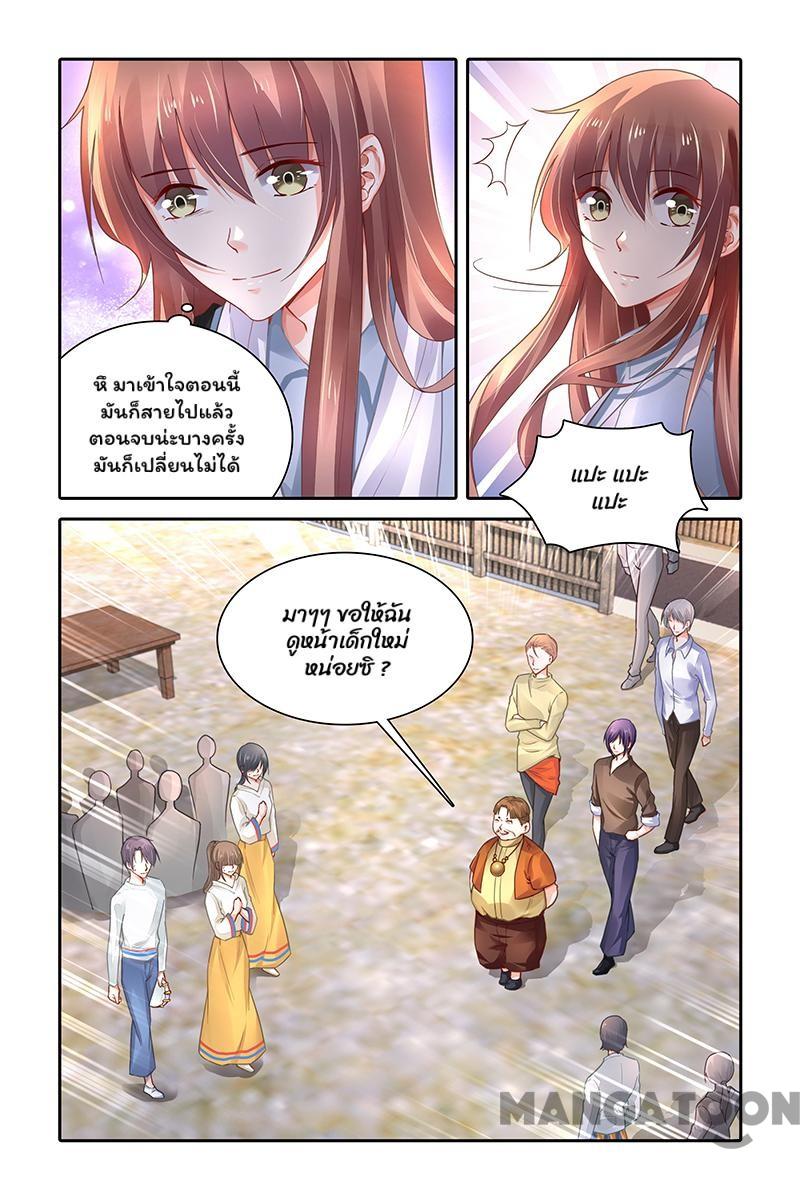 หึ มาเข้าใจตอนนี้
มันก็สายไปแล้ว
ตอนจบน่ะบางครั้ง
มันก็เปลี่ยนไม่ได้
แปะ แปะ
แปะ
มาๆๆ ขอให้ฉัน
ดูหน้าเด็กใหม่
หน่อยซิ ?
MANGATOON